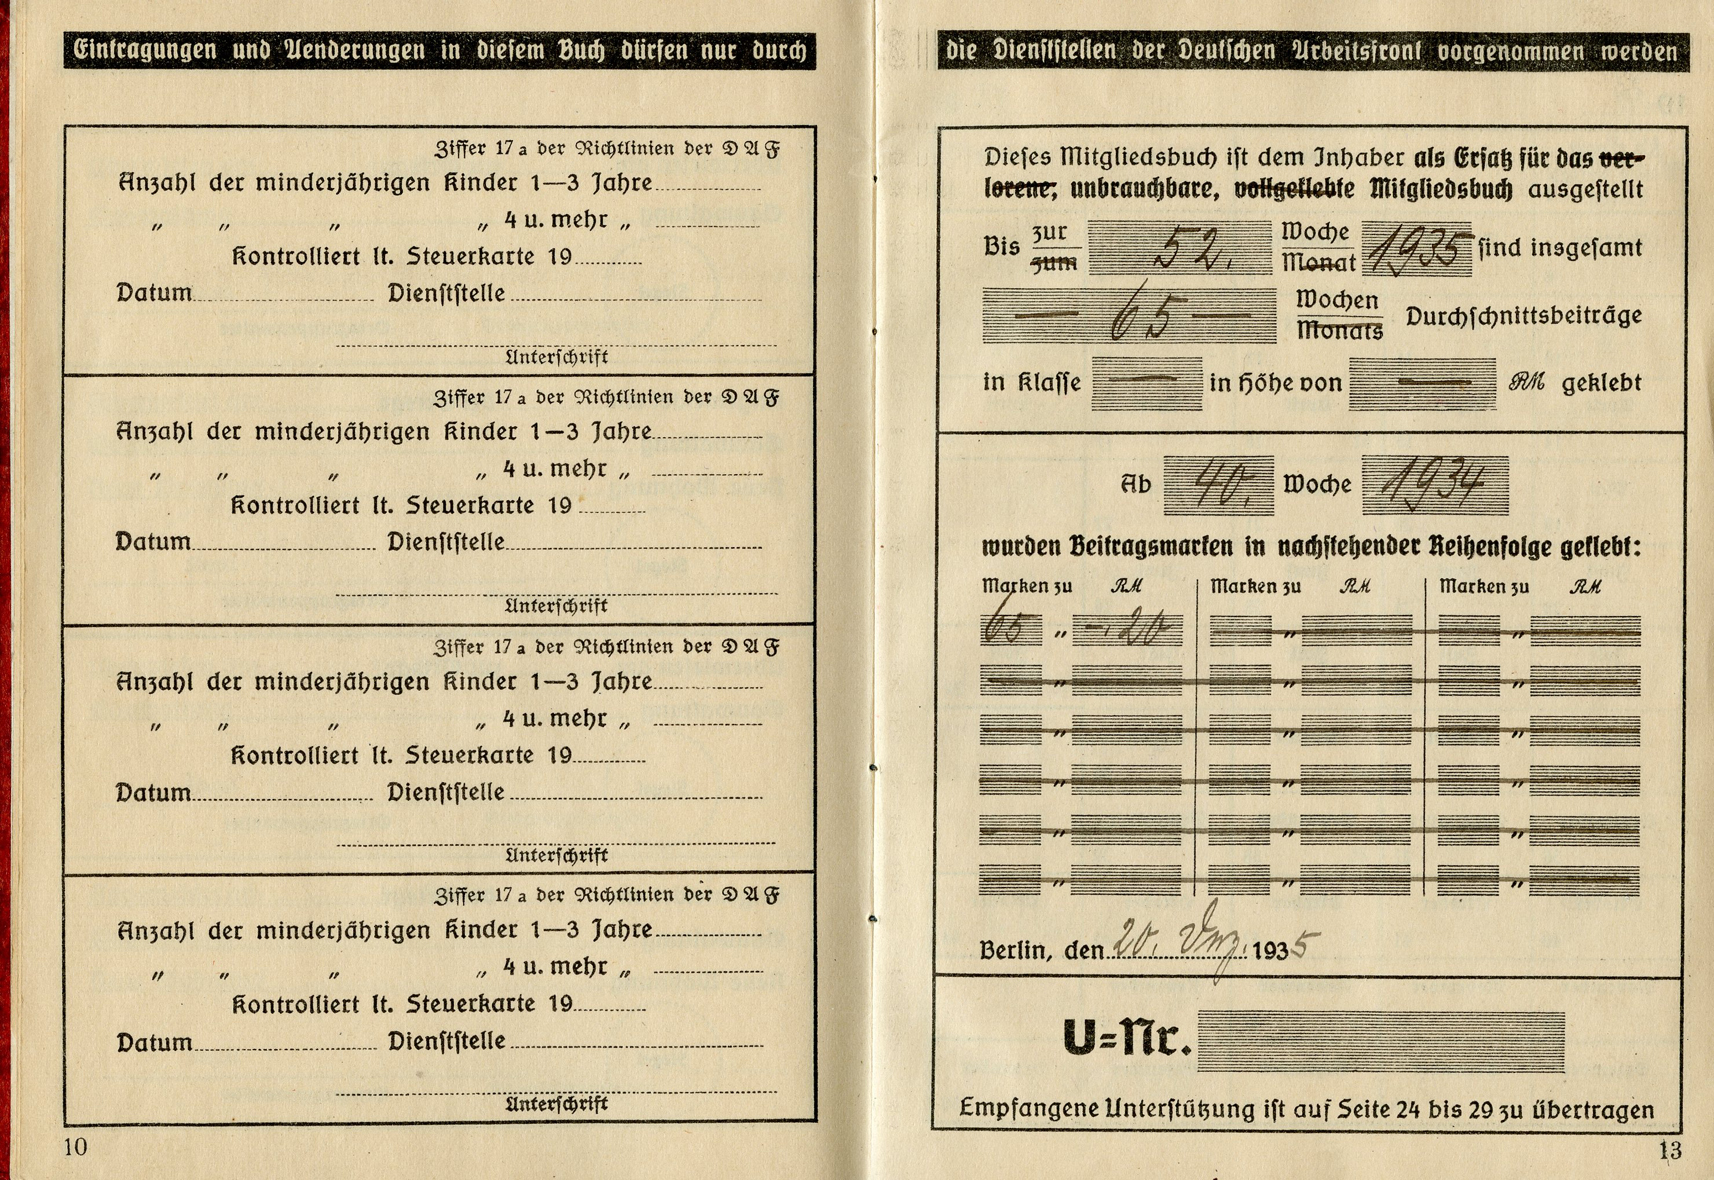 Eintragungen und Aenderungen in diesem Buch dürfen nur durch
Ziffer 17 a der Richtlinien der D A F
Anzahl der minderjährigen Kinder 1—3 Jahre
„ „ „ „ 4 u. mehr „
Kontrolliert lt. Steuerkarte 19
Datum Dienststelle
Unterschrift
Ziffer 17 a der Richtlinien der D A F
Anzahl der minderjährigen Kinder 1—3 Jahre
„ „ „ „ 4 u. mehr „
Kontrolliert lt. Steuerkarte 19
Datum Dienststelle
Unterschrift
Ziffer 17 a der Richtlinien der D A F
Anzahl der minderjährigen Kinder 1—3 Jahre
„ „ „ „ 4 u. mehr „
Kontrolliert lt. Steuerkarte 19
Datum Dienststelle
Unterschrift
Ziffer 17 a der Richtlinien der D A F
Anzahl der minderjährigen Kinder 1—3 Jahre
„ „ „ „ 4 u. mehr „
Kontrolliert lt. Steuerkarte 19
Datum Dienststelle
Unterschrift
10
die Dienststellen der Deutschen Arbeitsfront vorgenommen werden
Dieses Mitgliedsbuch ist dem Inhaber als Ersatz für das ver-
lorene, unbrauchbare, vollgeklebte Mitgliedsbuch ausgestellt
Bis zur 52. Woche 1935 sind insgesamt
zum Monat
— 65 — Wochen Durchschnittsbeiträge
Monats
in Klasse — in Höhe von — RM geklebt
Ab 40. Woche 1934
wurden Beitragsmarken in nachstehender Reihenfolge geklebt:
Marken zu RM Marken zu RM Marken zu RM
65 „ —.20 „ „
„ „ „
„ „ „
„ „ „
„ „ „
„ „ „
Berlin, den 20. Dez. 1935
U=Nr.
Empfangene Unterstützung ist auf Seite 24 bis 29 zu übertragen
13